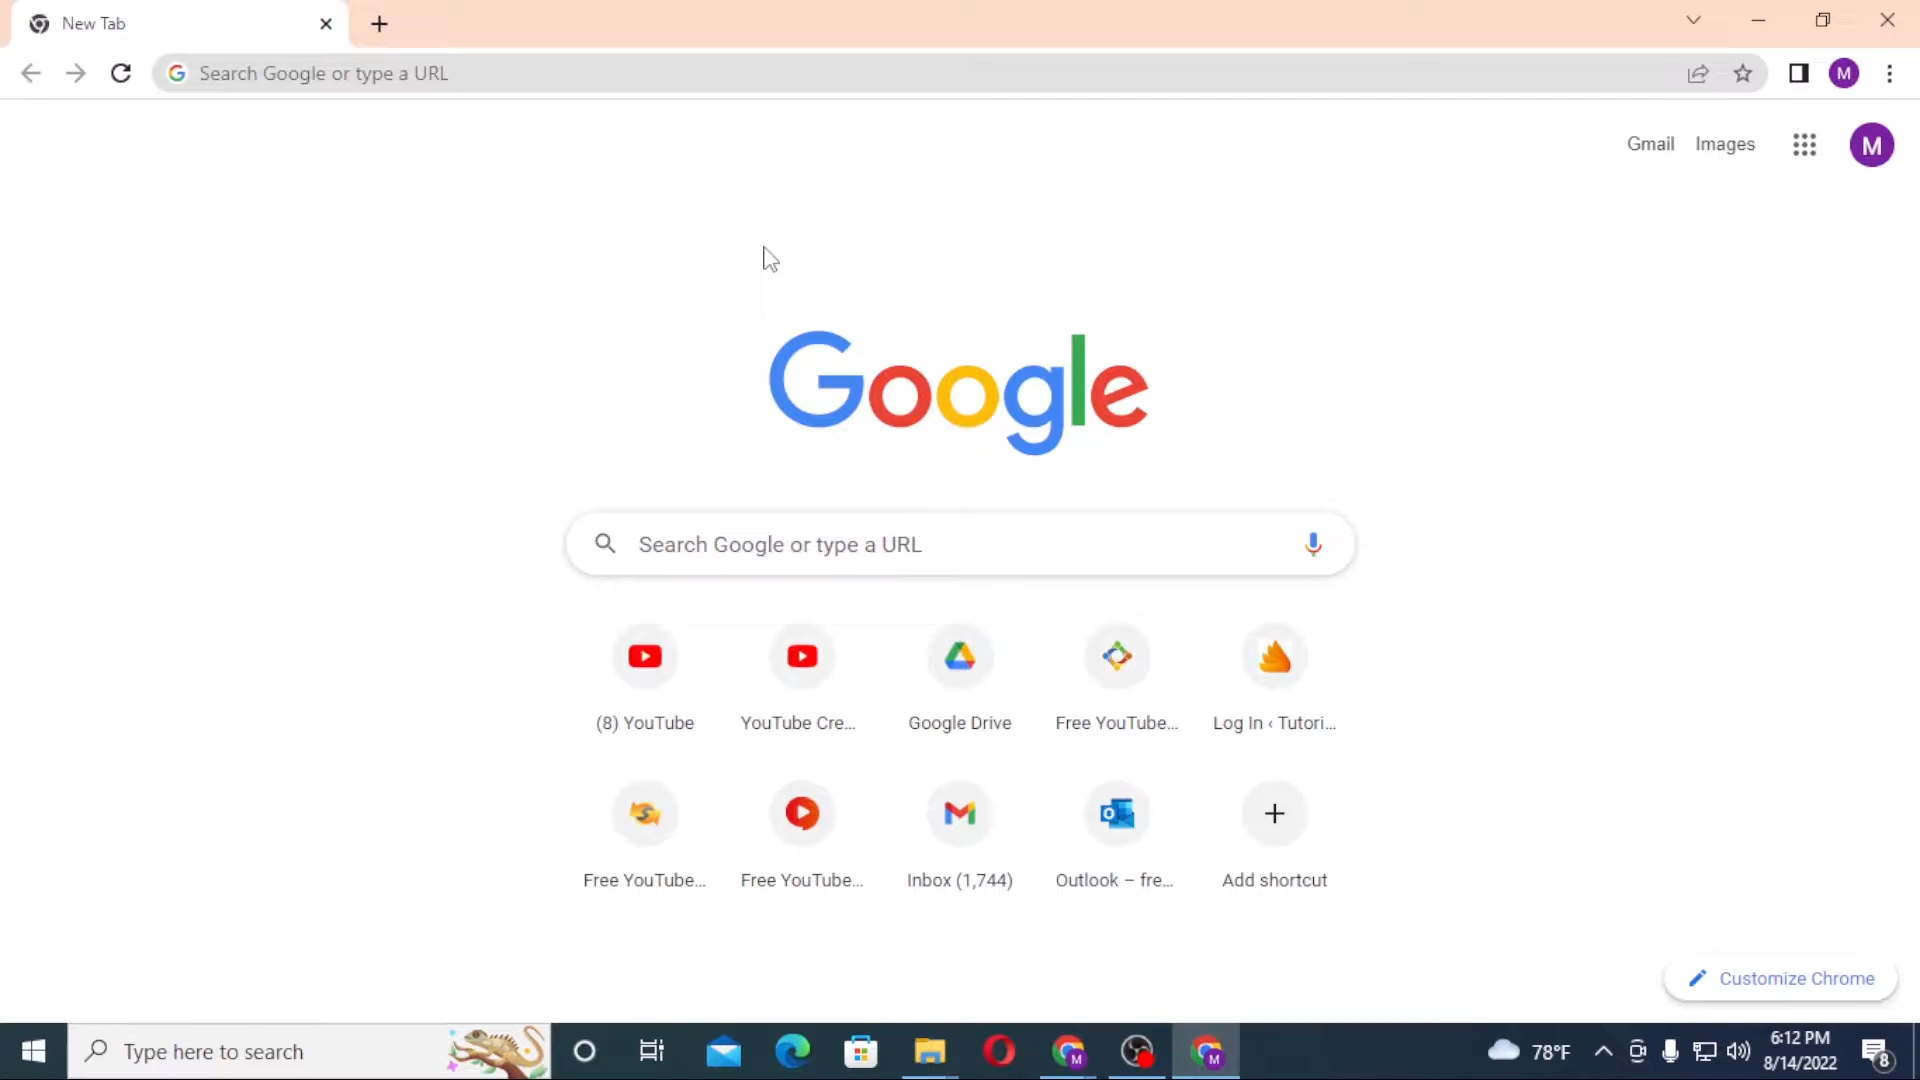 New Tab
Search Google or type a URL
M
Gmail Images
M
Google
Search Google or type a URL
(8) YouTube
YouTube Cre...
Google Drive
Free YouTube...
Log In ‹ Tutori...
Free YouTube...
Free YouTube...
Inbox (1,744)
Outlook – fre...
Add shortcut
Customize Chrome
Type here to search
M
M
78°F
6:12 PM
8/14/2022
8